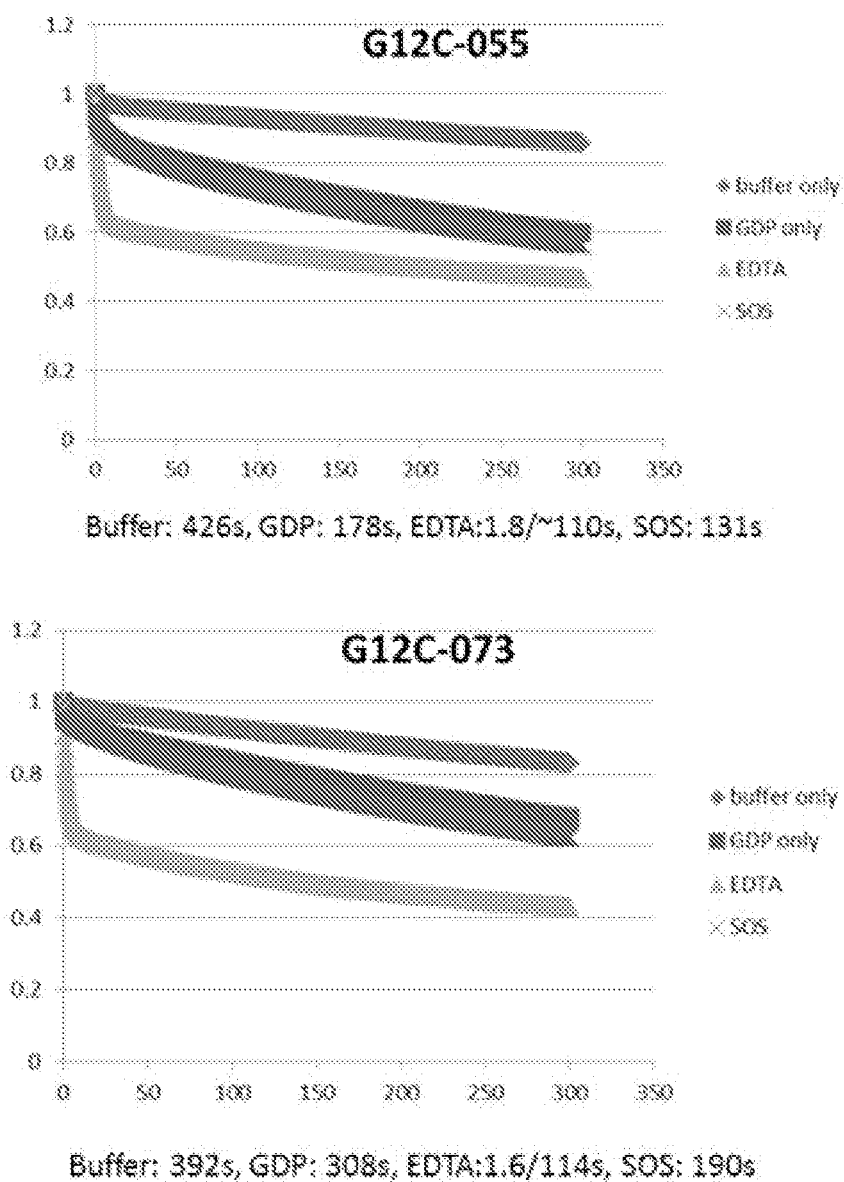 G12C-055
1.2
1
0.8
0.6
0.4
0.2
0
0 50 100 150 200 250 300 350
buffer only
GDP only
EDTA
SOS
Buffer: 426s, GDP: 178s, EDTA:1.8/~110s, SOS: 131s
G12C-073
1.2
1
0.8
0.6
0.4
0.2
0
0 50 100 150 200 250 300 350
buffer only
GDP only
EDTA
SOS
Buffer: 392s, GDP: 308s, EDTA:1.6/114s, SOS: 190s